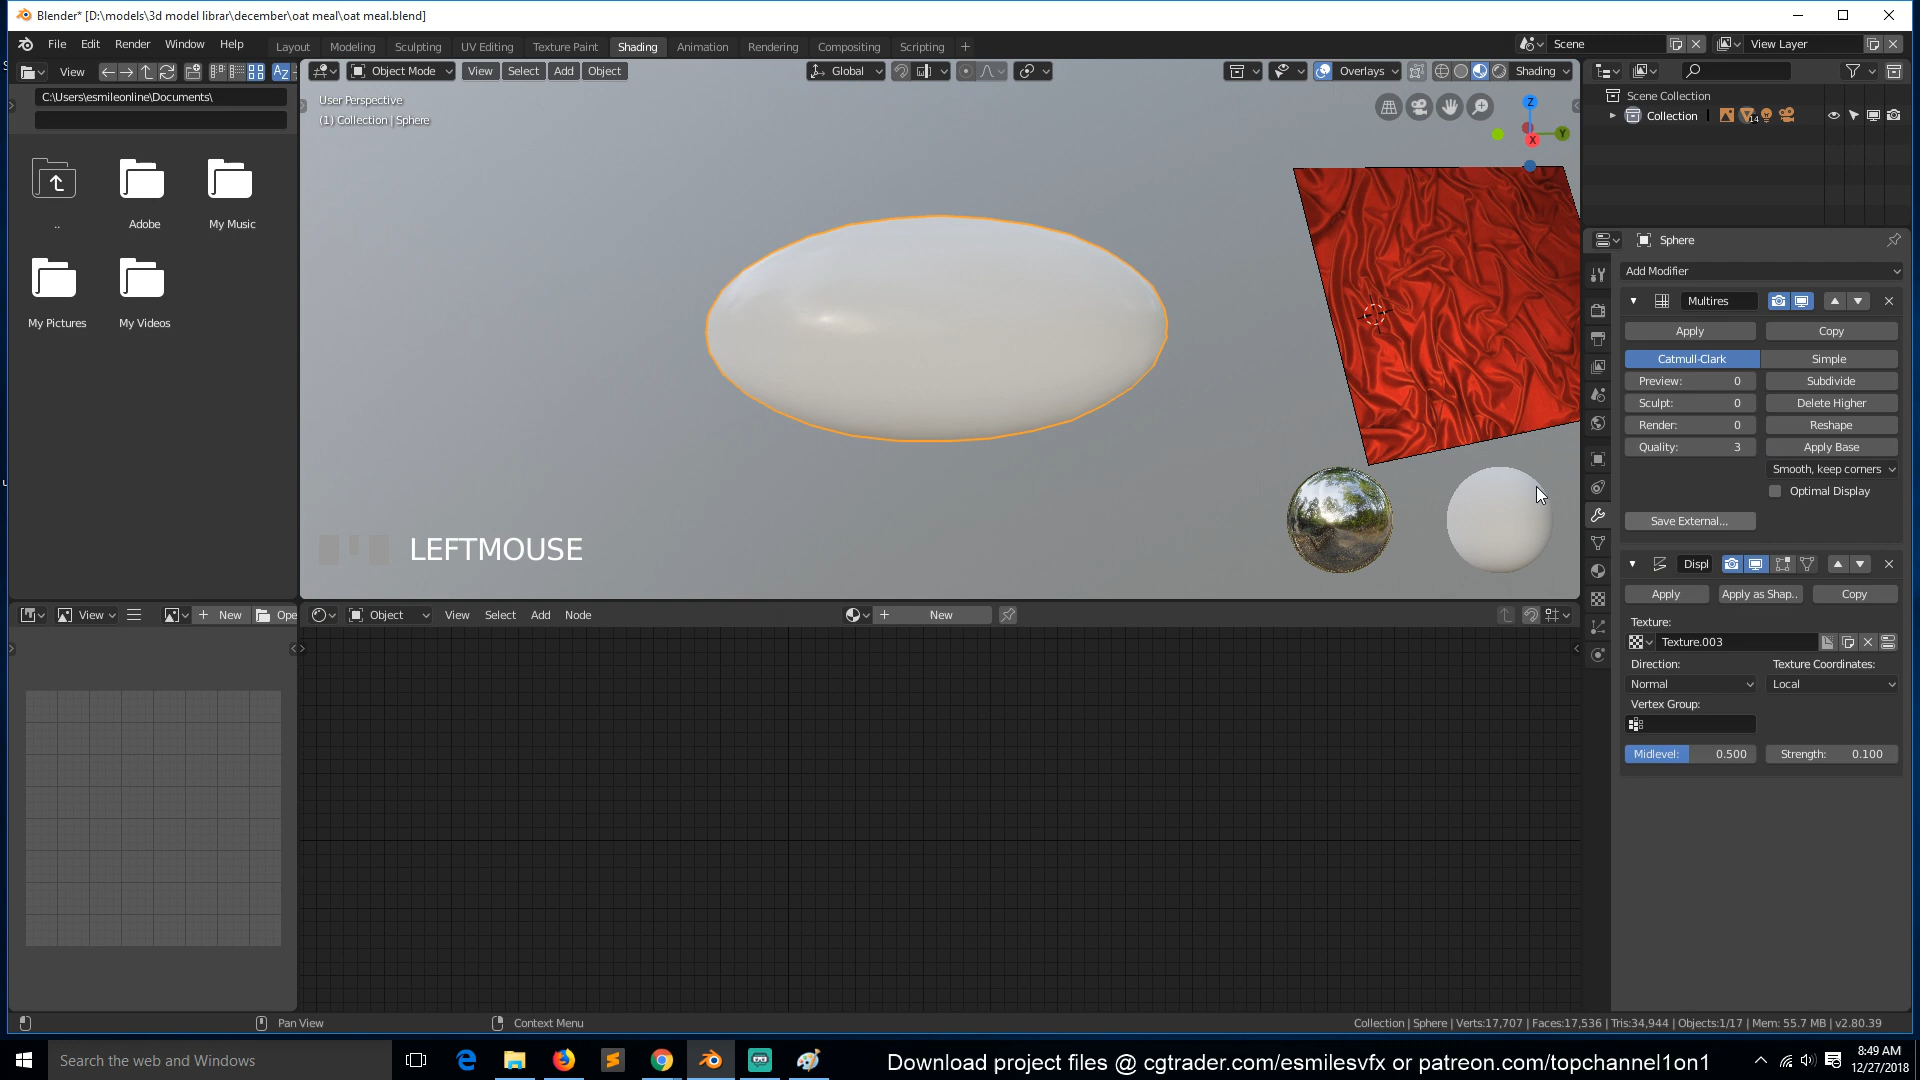 Blender* [D:\models\3d model librar\december\oat meal\oat meal.blend]
File Edit Render Window Help Layout Modeling Sculpting UV Editing Texture Paint Shading Animation Rendering Compositing Scripting + Scene View Layer
View Object Mode View Select Add Object Global Overlays Shading
C:\Users\esmileonline\Documents\
User Perspective
(1) Collection | Sphere
Z
Y
X
Scene Collection
Collection 14
..
Adobe
My Music
My Pictures
My Videos
LEFTMOUSE
Sphere
Add Modifier
Multires
Apply Copy
Catmull-Clark Simple
Preview: 0 Subdivide
Sculpt: 0 Delete Higher
Render: 0 Reshape
Quality: 3 Apply Base
Smooth, keep corners
Optimal Display
Save External...
Displ
Apply Apply as Shap.. Copy
Texture:
Texture.003
Direction: Texture Coordinates:
Normal Local
Vertex Group:
Midlevel: 0.500 Strength: 0.100
View + New Ope
Object View Select Add Node + New
Pan View Context Menu
Collection | Sphere | Verts:17,707 | Faces:17,536 | Tris:34,944 | Objects:1/17 | Mem: 55.7 MB | v2.80.39
Search the web and Windows
Download project files @ cgtrader.com/esmilesvfx or patreon.com/topchannel1on1
8:49 AM
12/27/2018